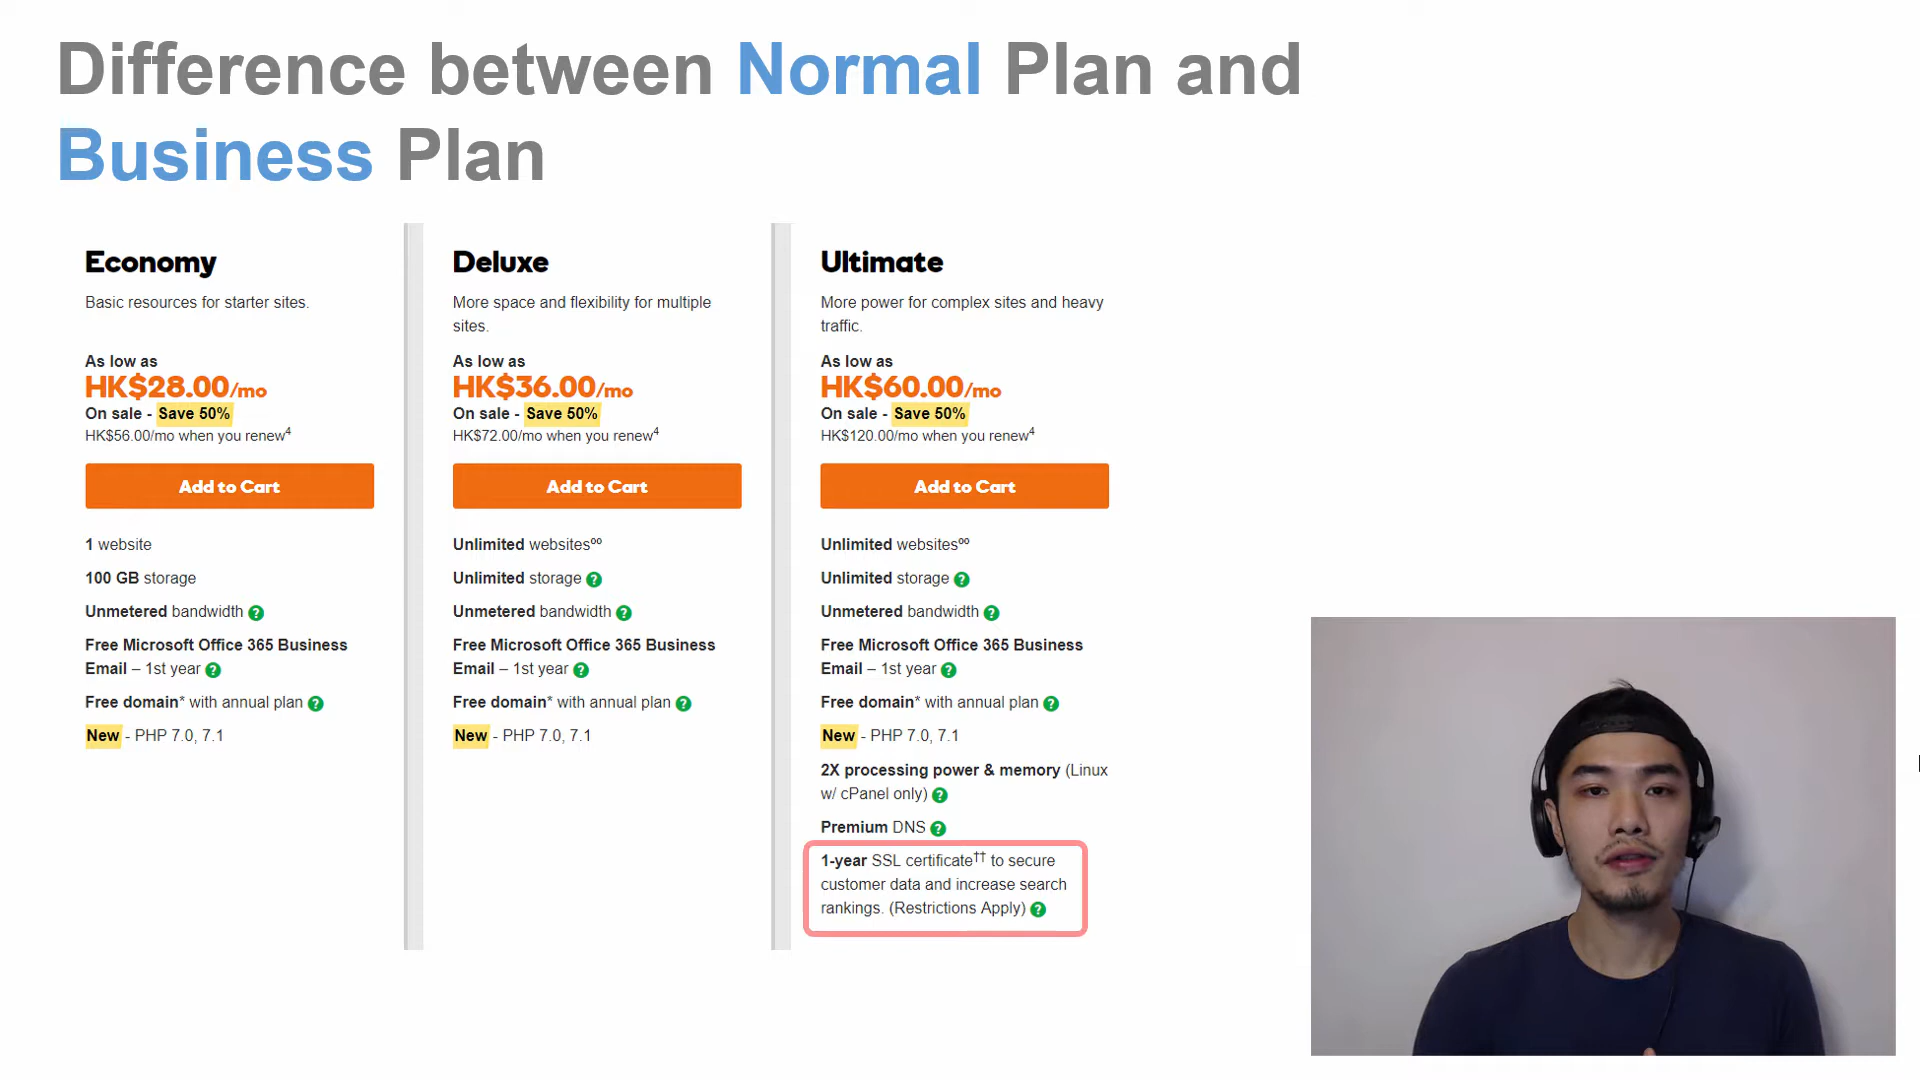 Difference between Normal Plan and
Business Plan
Economy
Basic resources for starter sites.
As low as
HK$28.00/mo
On sale - Save 50%
HK$56.00/mo when you renew⁴
Add to Cart
1 website
100 GB storage
Unmetered bandwidth ?
Free Microsoft Office 365 Business
Email – 1st year ?
Free domain* with annual plan ?
New - PHP 7.0, 7.1
Deluxe
More space and flexibility for multiple
sites.
As low as
HK$36.00/mo
On sale - Save 50%
HK$72.00/mo when you renew⁴
Add to Cart
Unlimited websitesºº
Unlimited storage ?
Unmetered bandwidth ?
Free Microsoft Office 365 Business
Email – 1st year ?
Free domain* with annual plan ?
New - PHP 7.0, 7.1
Ultimate
More power for complex sites and heavy
traffic.
As low as
HK$60.00/mo
On sale - Save 50%
HK$120.00/mo when you renew⁴
Add to Cart
Unlimited websitesºº
Unlimited storage ?
Unmetered bandwidth ?
Free Microsoft Office 365 Business
Email – 1st year ?
Free domain* with annual plan ?
New - PHP 7.0, 7.1
2X processing power & memory (Linux
w/ cPanel only) ?
Premium DNS ?
1-year SSL certificate†† to secure
customer data and increase search
rankings. (Restrictions Apply) ?